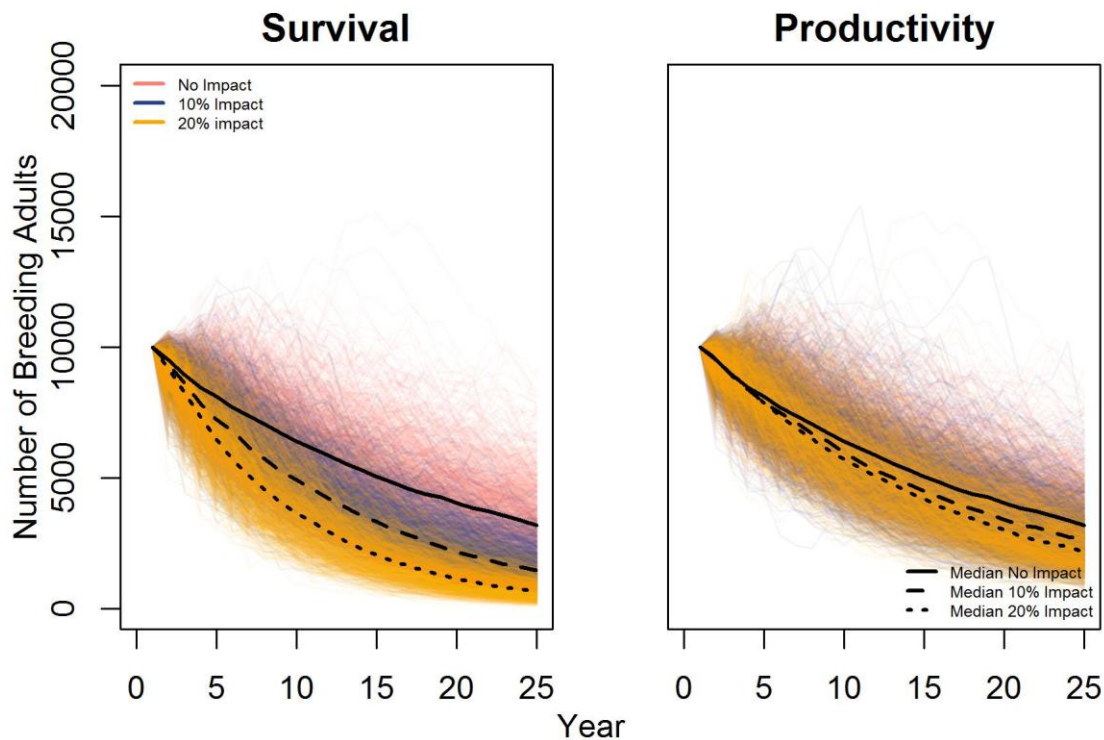 Survival
Productivity
No Impact
10% Impact
20% impact
Number of Breeding Adults
20000
15000
10000
5000
0
Median No Impact
Median 10% Impact
Median 20% Impact
0 5 10 15 20 25
0 5 10 15 20 25
Year